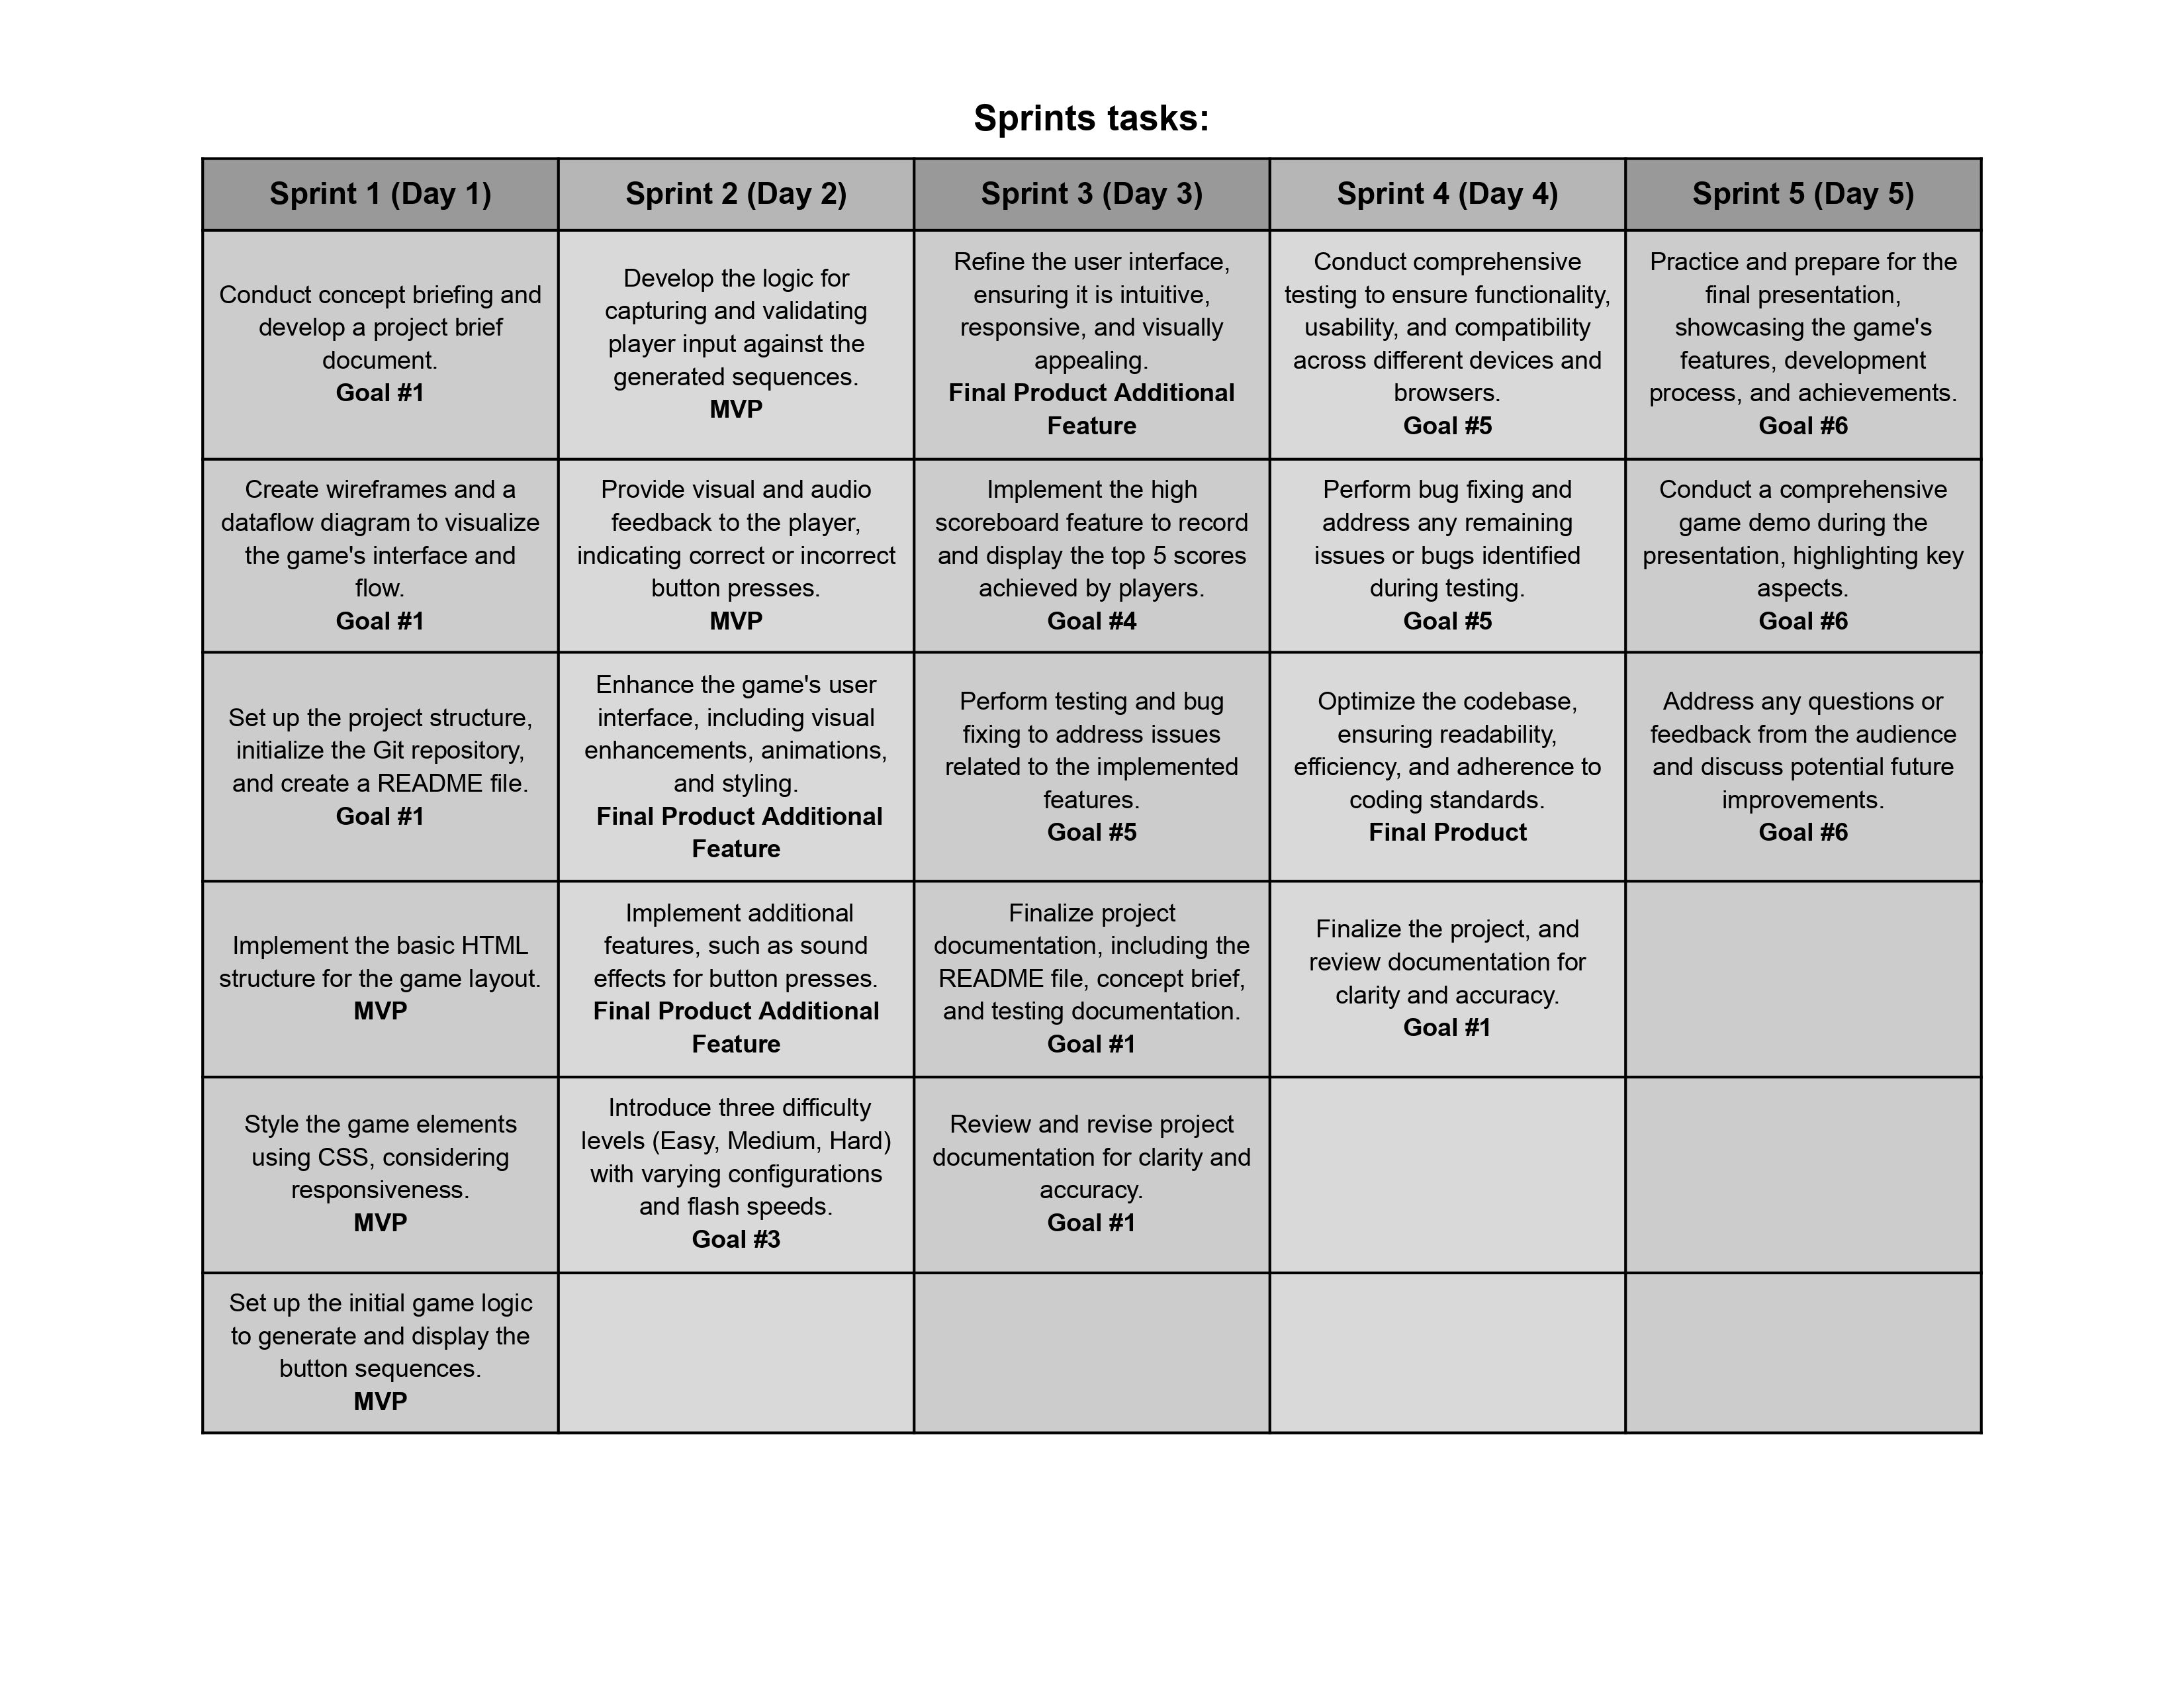 Sprints tasks:
Sprint 1 (Day 1)
Sprint 2 (Day 2)
Sprint 3 (Day 3)
Sprint 4 (Day 4)
Sprint 5 (Day 5)
Conduct concept briefing and
develop a project brief
document.
Goal #1
Develop the logic for
capturing and validating
player input against the
generated sequences.
MVP
Refine the user interface,
ensuring it is intuitive,
responsive, and visually
appealing.
Final Product Additional
Feature
Conduct comprehensive
testing to ensure functionality,
usability, and compatibility
across different devices and
browsers.
Goal #5
Practice and prepare for the
final presentation,
showcasing the game's
features, development
process, and achievements.
Goal #6
Create wireframes and a
dataflow diagram to visualize
the game's interface and
flow.
Goal #1
Provide visual and audio
feedback to the player,
indicating correct or incorrect
button presses.
MVP
Implement the high
scoreboard feature to record
and display the top 5 scores
achieved by players.
Goal #4
Perform bug fixing and
address any remaining
issues or bugs identified
during testing.
Goal #5
Conduct a comprehensive
game demo during the
presentation, highlighting key
aspects.
Goal #6
Set up the project structure,
initialize the Git repository,
and create a README file.
Goal #1
Enhance the game's user
interface, including visual
enhancements, animations,
and styling.
Final Product Additional
Feature
Perform testing and bug
fixing to address issues
related to the implemented
features.
Goal #5
Optimize the codebase,
ensuring readability,
efficiency, and adherence to
coding standards.
Final Product
Address any questions or
feedback from the audience
and discuss potential future
improvements.
Goal #6
Implement the basic HTML
structure for the game layout.
MVP
Implement additional
features, such as sound
effects for button presses.
Final Product Additional
Feature
Finalize project
documentation, including the
README file, concept brief,
and testing documentation.
Goal #1
Finalize the project, and
review documentation for
clarity and accuracy.
Goal #1
Style the game elements
using CSS, considering
responsiveness.
MVP
Introduce three difficulty
levels (Easy, Medium, Hard)
with varying configurations
and flash speeds.
Goal #3
Review and revise project
documentation for clarity and
accuracy.
Goal #1
Set up the initial game logic
to generate and display the
button sequences.
MVP